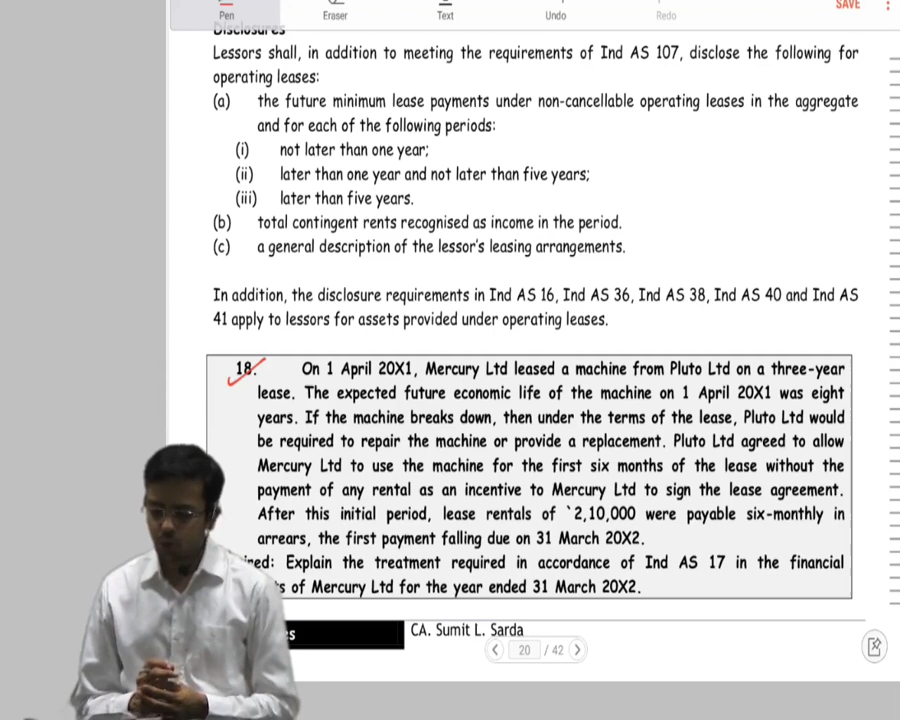 Pen
Eraser
Text
Undo
Redo
SAVE
Disclosures
Lessors shall, in addition to meeting the requirements of Ind AS 107, disclose the following for
operating leases:
(a) the future minimum lease payments under non-cancellable operating leases in the aggregate
and for each of the following periods:
(i) not later than one year;
(ii) later than one year and not later than five years;
(iii) later than five years.
(b) total contingent rents recognised as income in the period.
(c) a general description of the lessor's leasing arrangements.
In addition, the disclosure requirements in Ind AS 16, Ind AS 36, Ind AS 38, Ind AS 40 and Ind AS
41 apply to lessors for assets provided under operating leases.
18. On 1 April 20X1, Mercury Ltd leased a machine from Pluto Ltd on a three-year
lease. The expected future economic life of the machine on 1 April 20X1 was eight
years. If the machine breaks down, then under the terms of the lease, Pluto Ltd would
be required to repair the machine or provide a replacement. Pluto Ltd agreed to allow
Mercury Ltd to use the machine for the first six months of the lease without the
payment of any rental as an incentive to Mercury Ltd to sign the lease agreement.
After this initial period, lease rentals of `2,10,000 were payable six-monthly in
arrears, the first payment falling due on 31 March 20X2.
ired: Explain the treatment required in accordance of Ind AS 17 in the financial
s of Mercury Ltd for the year ended 31 March 20X2.
s
CA. Sumit L. Sarda
20 / 42